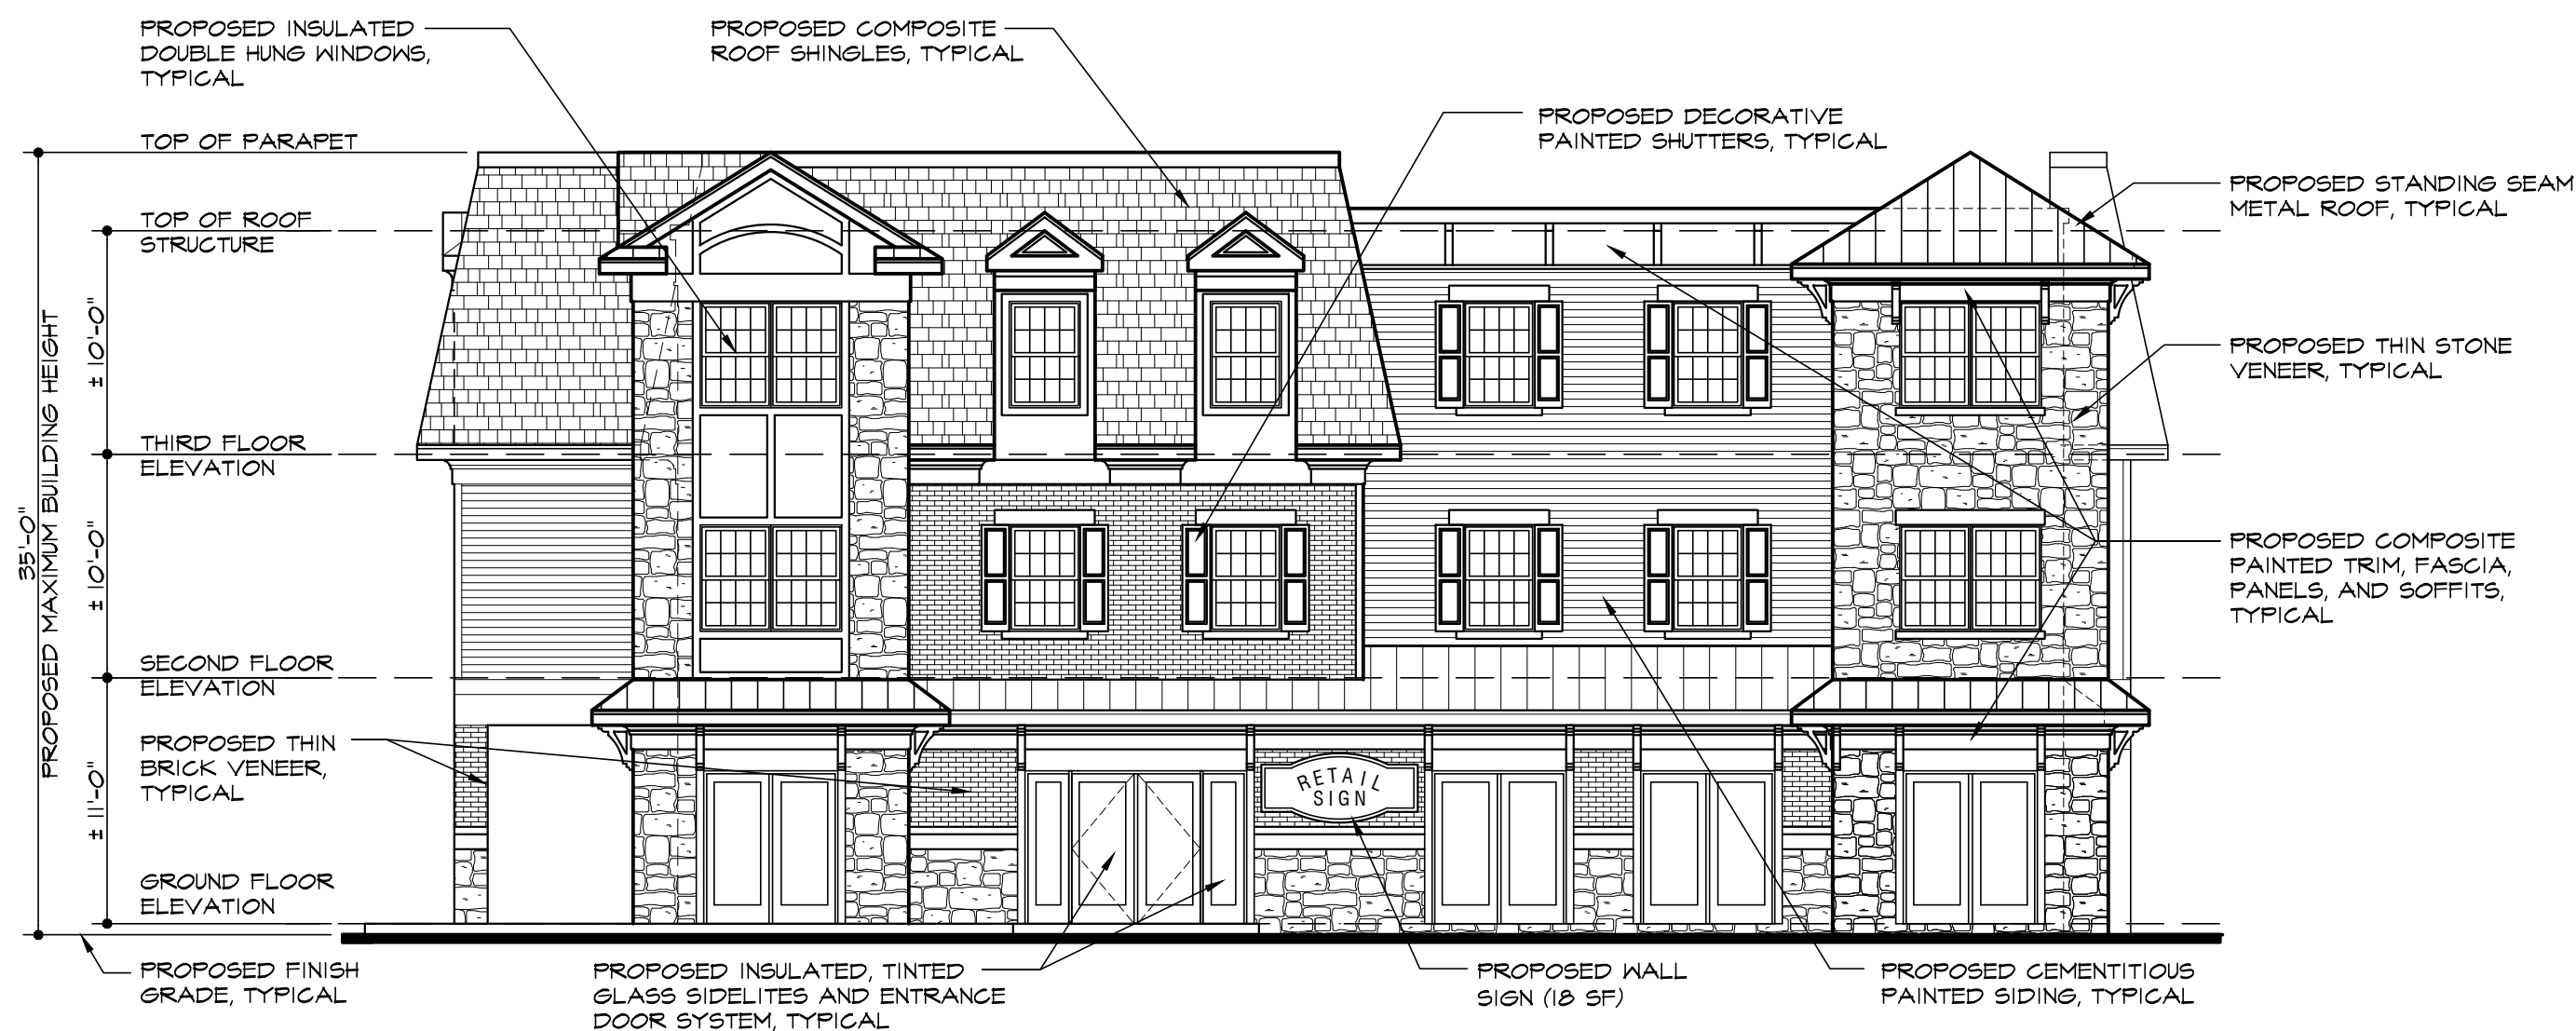 PROPOSED INSULATED
DOUBLE HUNG WINDOWS,
TYPICAL
PROPOSED COMPOSITE
ROOF SHINGLES, TYPICAL
PROPOSED DECORATIVE
PAINTED SHUTTERS, TYPICAL
TOP OF PARAPET
PROPOSED STANDING SEAM
METAL ROOF, TYPICAL
TOP OF ROOF
STRUCTURE
35'-0"
PROPOSED MAXIMUM BUILDING HEIGHT
± 10'-0"
PROPOSED THIN STONE
VENEER, TYPICAL
THIRD FLOOR
ELEVATION
± 10'-0"
PROPOSED COMPOSITE
PAINTED TRIM, FASCIA,
PANELS, AND SOFFITS,
TYPICAL
SECOND FLOOR
ELEVATION
PROPOSED THIN
BRICK VENEER,
TYPICAL
± 11'-0"
RETAIL
SIGN
GROUND FLOOR
ELEVATION
PROPOSED FINISH
GRADE, TYPICAL
PROPOSED INSULATED, TINTED
GLASS SIDELITES AND ENTRANCE
DOOR SYSTEM, TYPICAL
PROPOSED WALL
SIGN (18 SF)
PROPOSED CEMENTITIOUS
PAINTED SIDING, TYPICAL